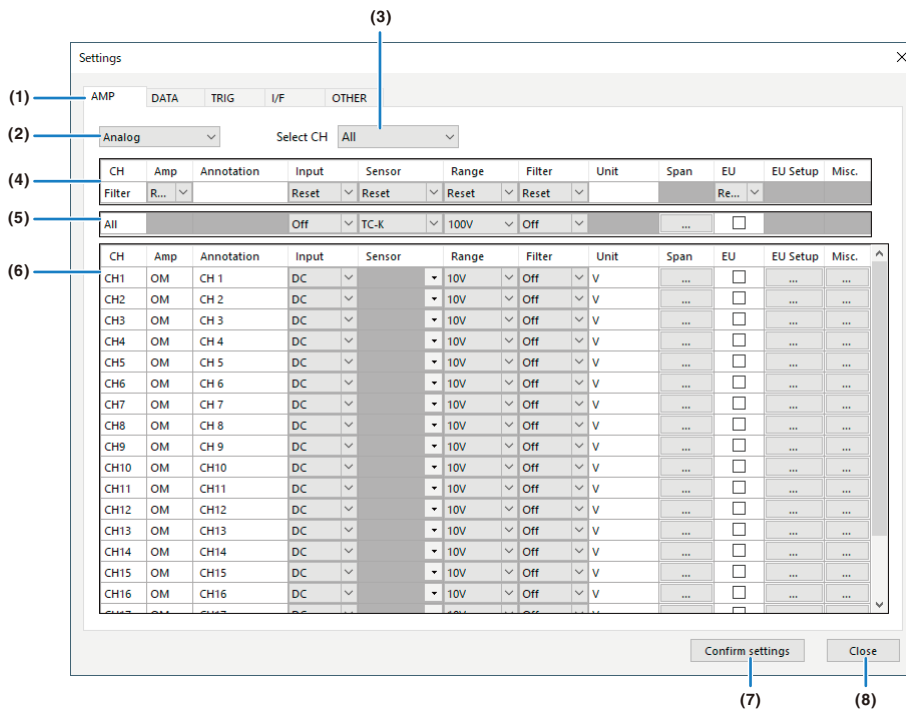 (3)
Settings
(1) AMP DATA TRIG I/F OTHER
(2) Analog Select CH All
CH Amp Annotation Input Sensor Range Filter Unit Span EU EU Setup Misc.
(4) Filter R... Reset Reset Reset Reset Re...
(5) All Off TC-K 100V Off ...
CH Amp Annotation Input Sensor Range Filter Unit Span EU EU Setup Misc.
(6) CH1 OM CH 1 DC 10V Off V ... ... ...
CH2 OM CH 2 DC 10V Off V ... ... ...
CH3 OM CH 3 DC 10V Off V ... ... ...
CH4 OM CH 4 DC 10V Off V ... ... ...
CH5 OM CH 5 DC 10V Off V ... ... ...
CH6 OM CH 6 DC 10V Off V ... ... ...
CH7 OM CH 7 DC 10V Off V ... ... ...
CH8 OM CH 8 DC 10V Off V ... ... ...
CH9 OM CH 9 DC 10V Off V ... ... ...
CH10 OM CH10 DC 10V Off V ... ... ...
CH11 OM CH11 DC 10V Off V ... ... ...
CH12 OM CH12 DC 10V Off V ... ... ...
CH13 OM CH13 DC 10V Off V ... ... ...
CH14 OM CH14 DC 10V Off V ... ... ...
CH15 OM CH15 DC 10V Off V ... ... ...
CH16 OM CH16 DC 10V Off V ... ... ...
Confirm settings Close
(7) (8)